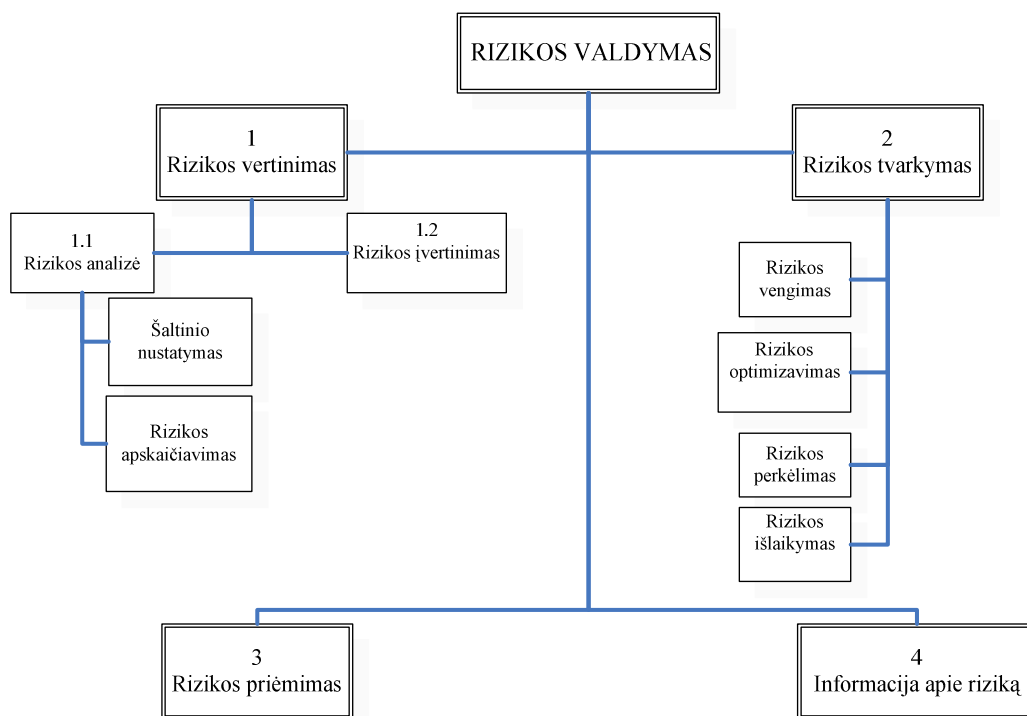 RIZIKOS VALDYMAS
1
Rizikos vertinimas
2
Rizikos tvarkymas
1.1
Rizikos analizė
1.2
Rizikos įvertinimas
Šaltinio
nustatymas
Rizikos
apskaičiavimas
Rizikos
vengimas
Rizikos
optimizavimas
Rizikos
perkėlimas
Rizikos
išlaikymas
3
Rizikos priėmimas
4
Informacija apie riziką